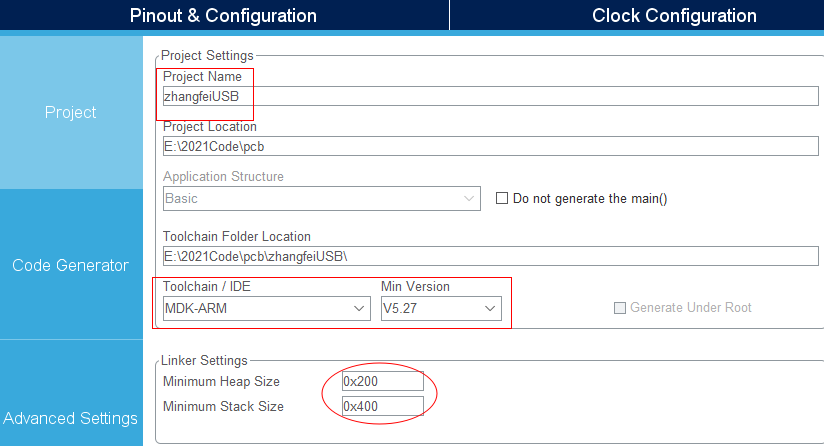 Pinout & Configuration
Clock Configuration
Project
Code Generator
Advanced Settings
Project Settings
Project Name
zhangfeiUSB
Project Location
E:\2021Code\pcb
Application Structure
Basic
Do not generate the main()
Toolchain Folder Location
E:\2021Code\pcb\zhangfeiUSB\
Toolchain / IDE
Min Version
MDK-ARM
V5.27
Generate Under Root
Linker Settings
Minimum Heap Size
0x200
Minimum Stack Size
0x400